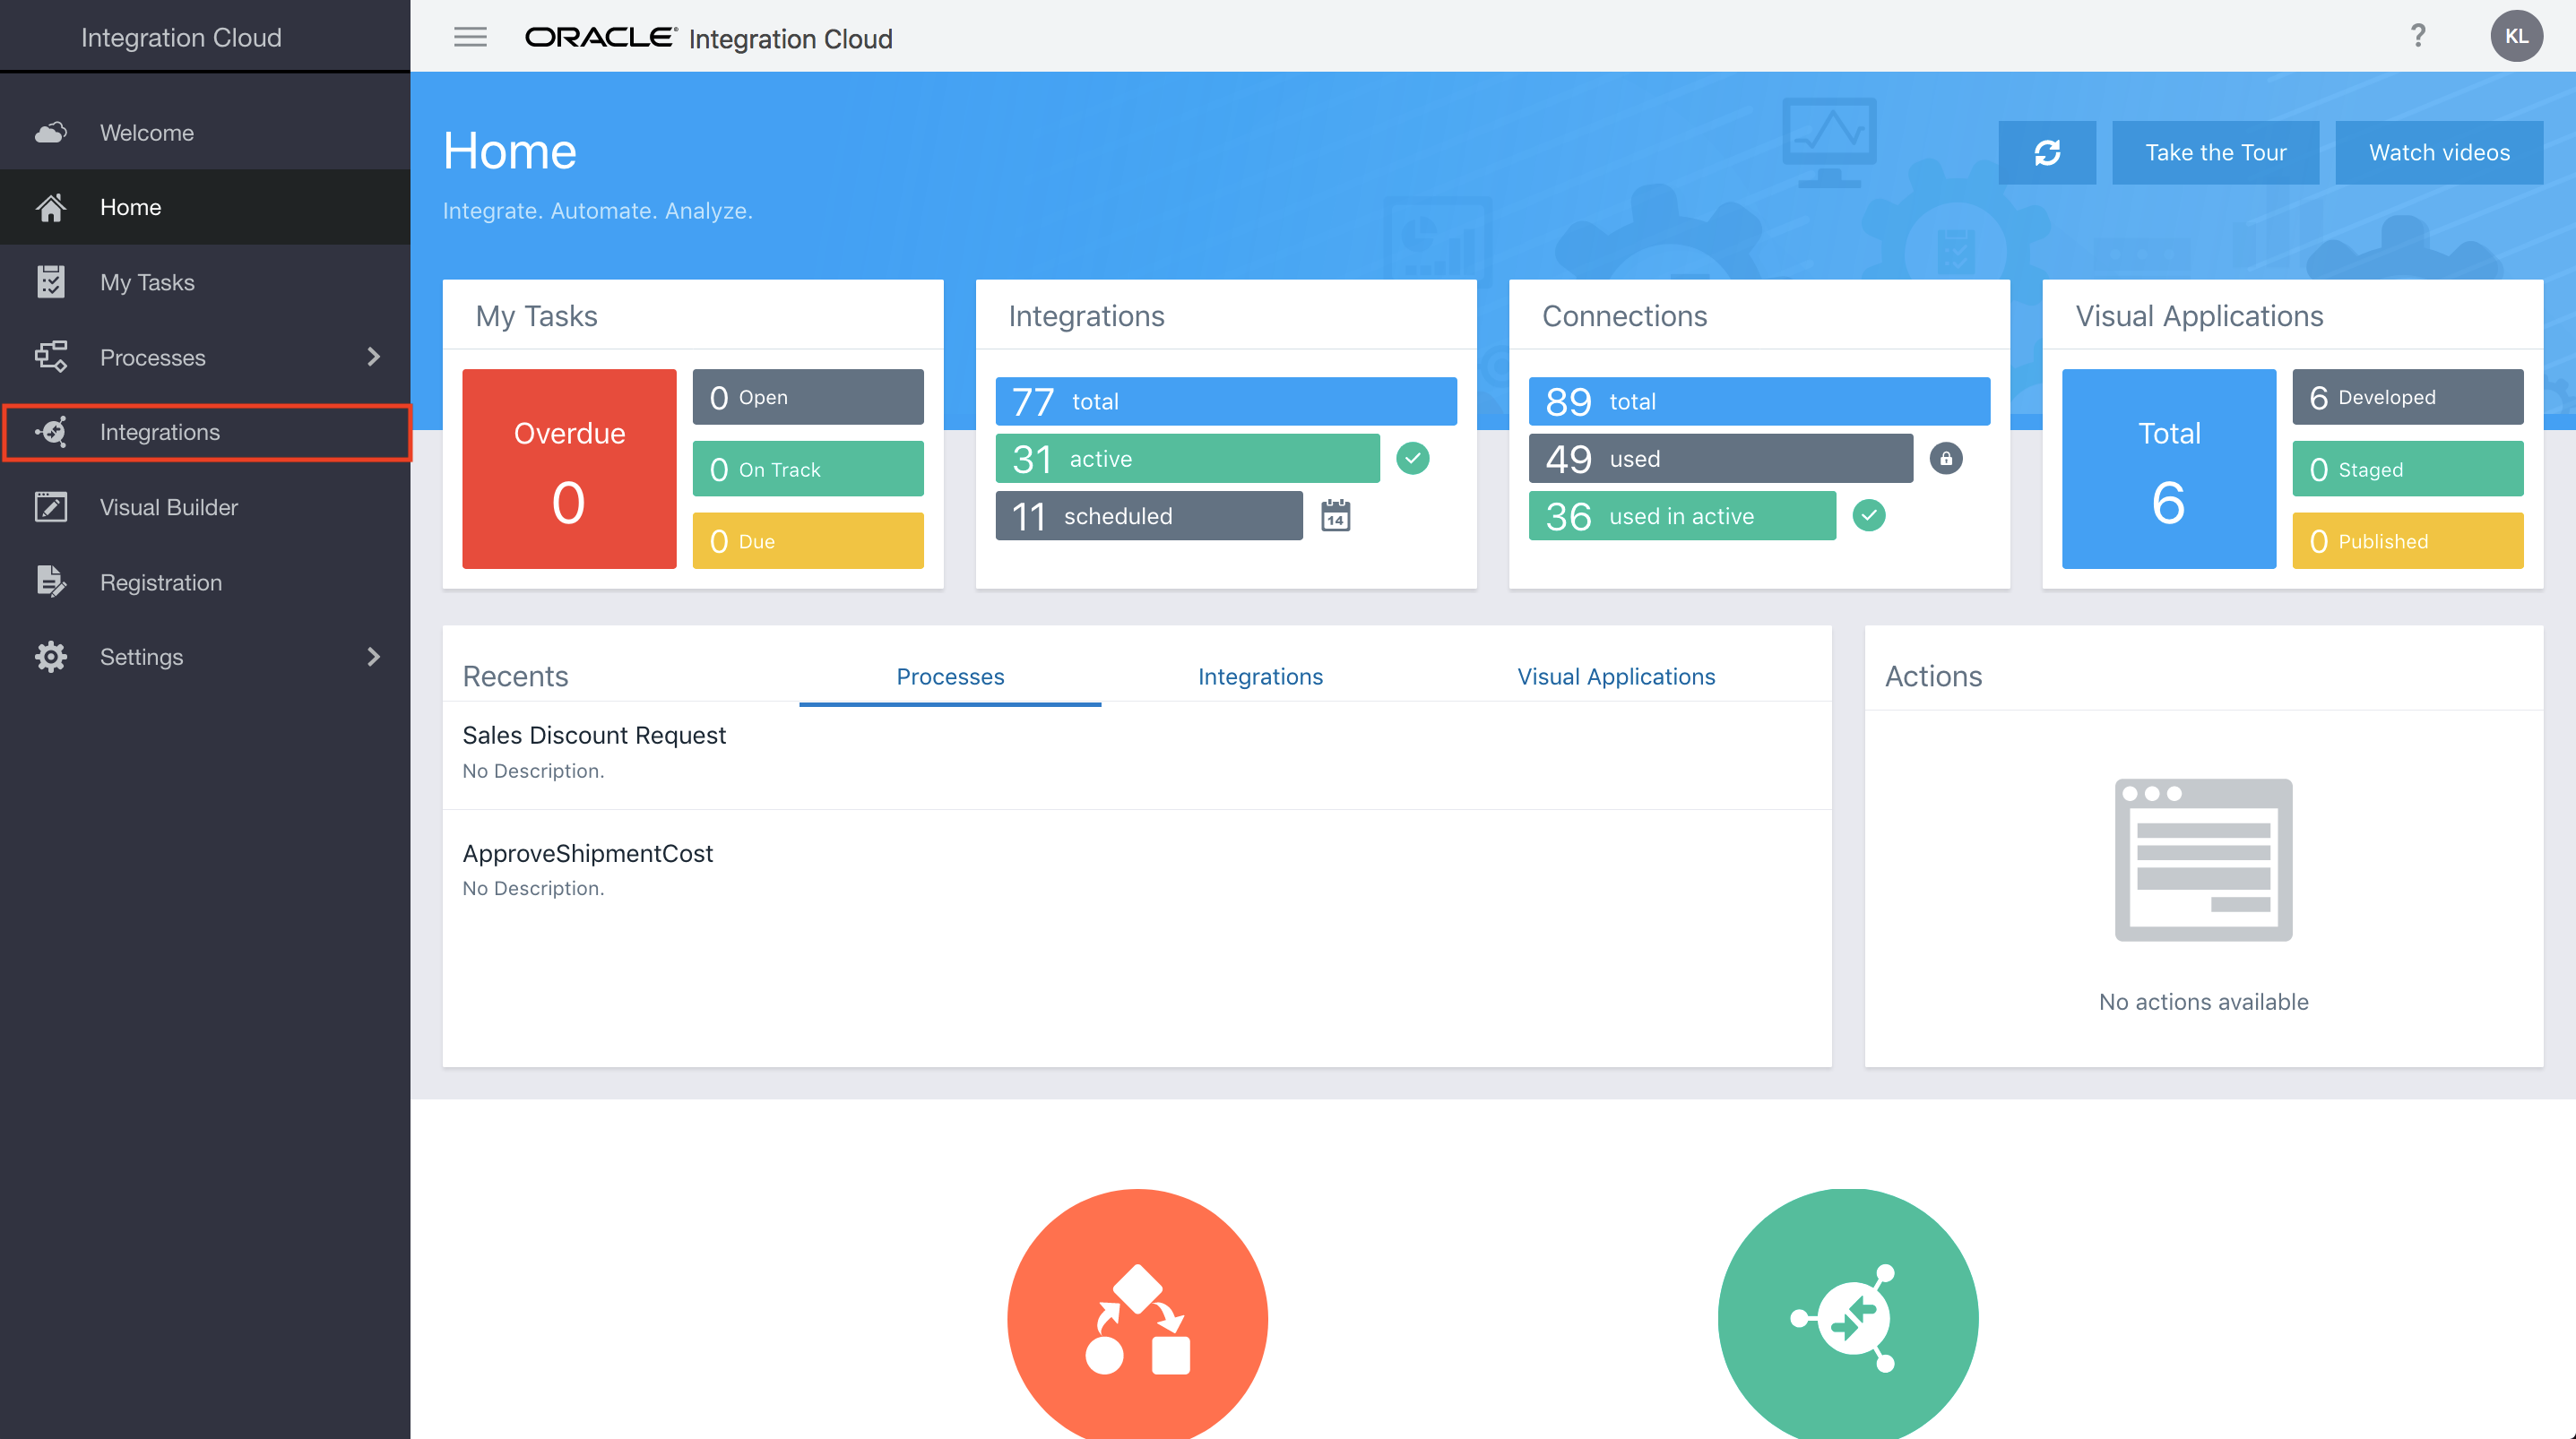 Integration Cloud
ORACLE Integration Cloud
?
KL
Welcome
Home
My Tasks
Processes
Integrations
Visual Builder
Registration
Settings
Home
Integrate. Automate. Analyze.
Take the Tour
Watch videos
My Tasks
Overdue
0
0 Open
0 On Track
0 Due
Integrations
77 total
31 active
11 scheduled
14
Connections
89 total
49 used
36 used in active
Visual Applications
Total
6
6 Developed
0 Staged
0 Published
Recents
Processes
Integrations
Visual Applications
Sales Discount Request
No Description.
ApproveShipmentCost
No Description.
Actions
No actions available